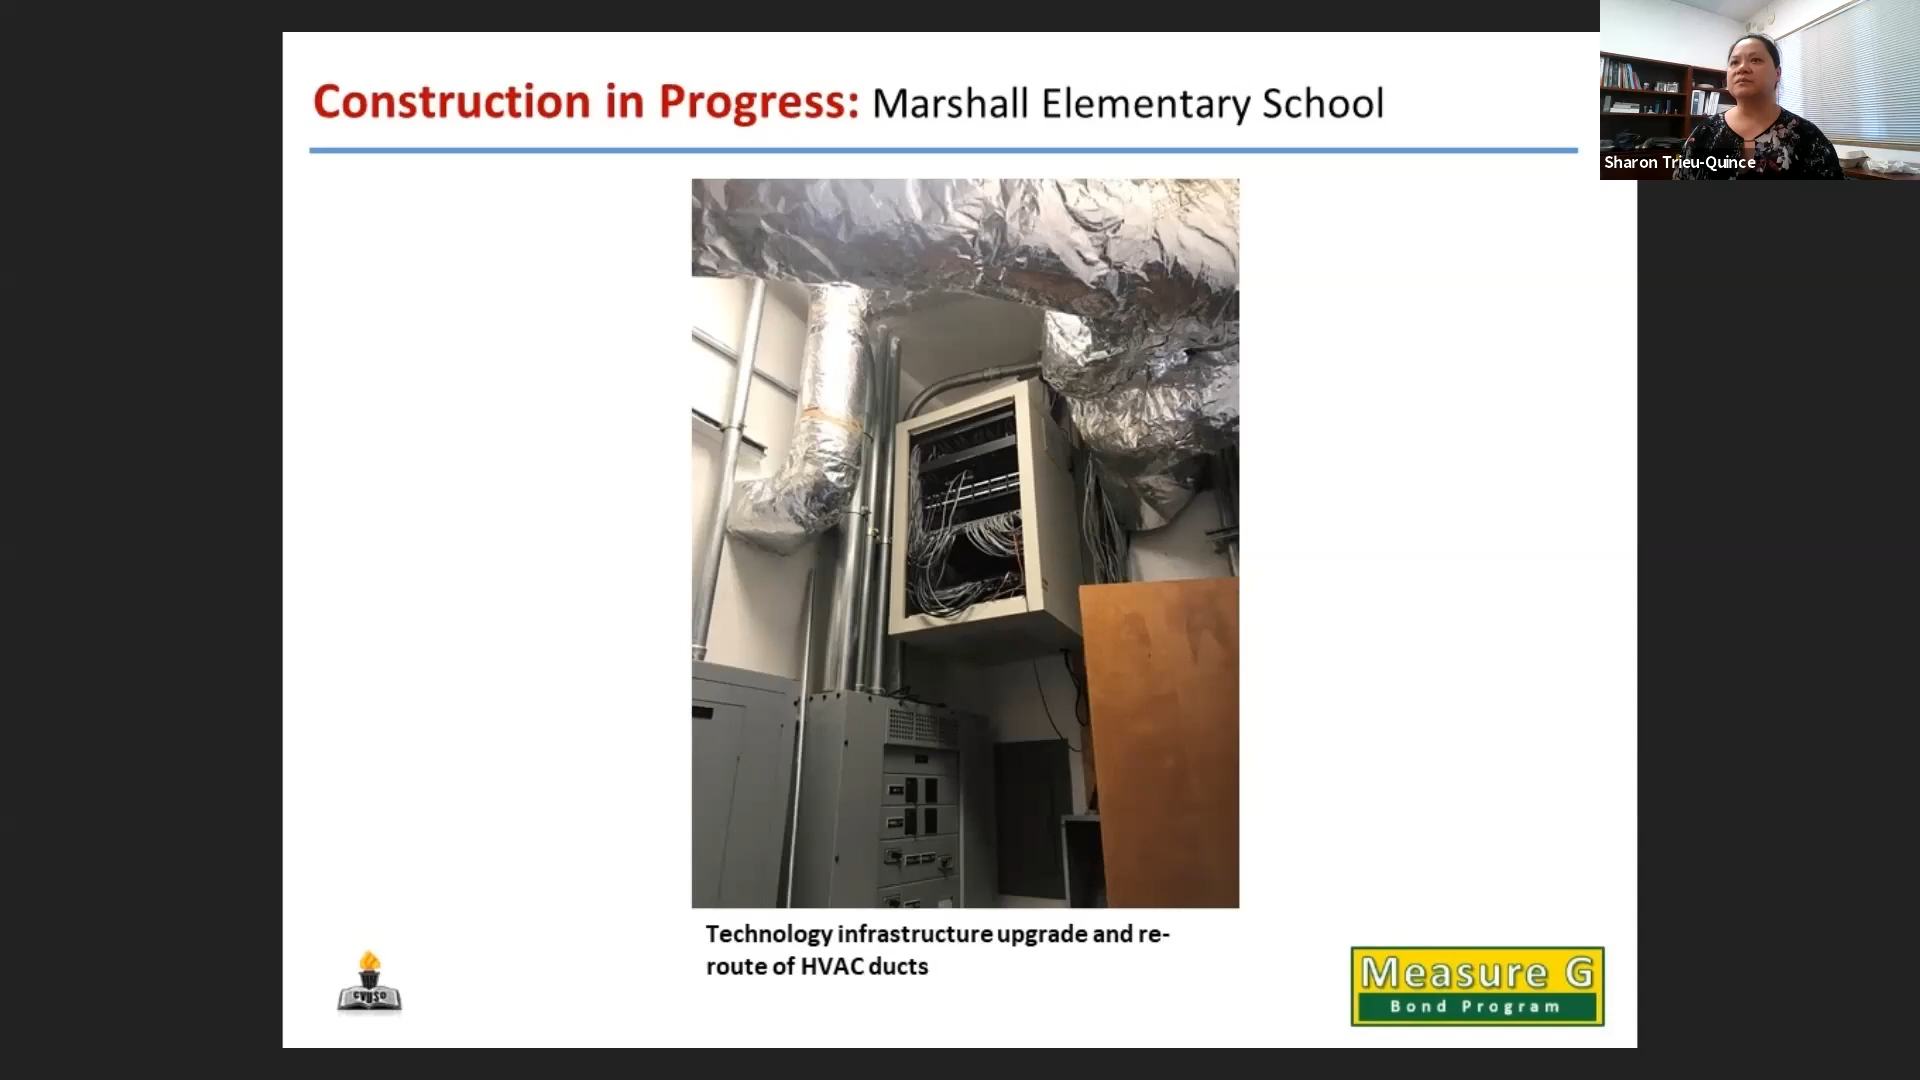 Construction in Progress: Marshall Elementary School
Sharon Trieu-Quince
Technology infrastructure upgrade and re-
route of HVAC ducts
CVUSD
Measure G
Bond Program